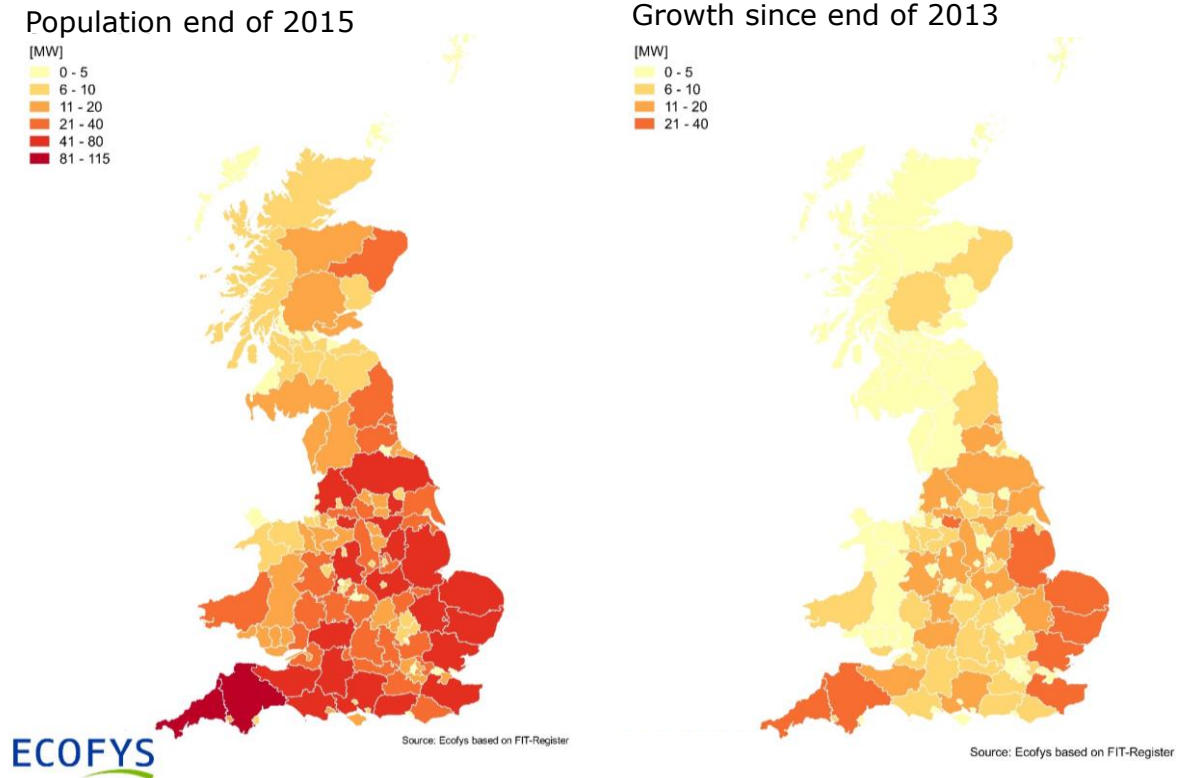 Population end of 2015
[MW]
0 - 5
6 - 10
11 - 20
21 - 40
41 - 80
81 - 115
Growth since end of 2013
[MW]
0 - 5
6 - 10
11 - 20
21 - 40
ECOFYS
Source: Ecofys based on FIT-Register
Source: Ecofys based on FIT-Register